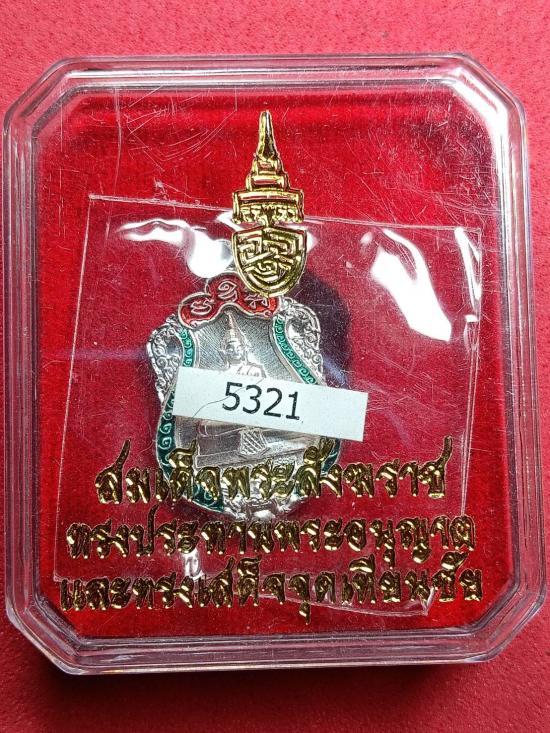 5321
สมเด็จพระสังฆราช
ทรงประทานพระอนุญาต
และทรงเสด็จจุดเทียนชัย